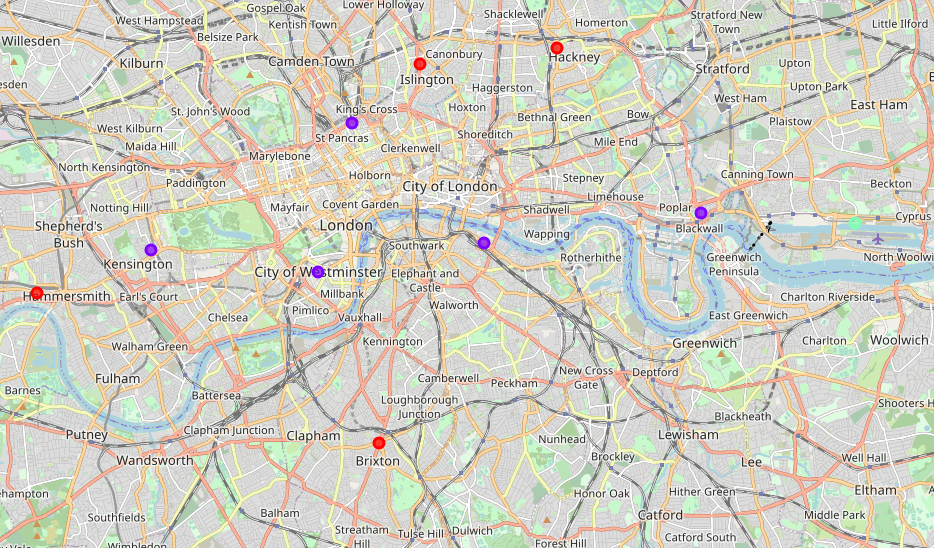 Gospel Oak
Lower Holloway
West Hampstead
Kentish Town
Shacklewell
Homerton
Stratford New
Town
Little Ilford
Willesden
Belsize Park
Canonbury
Kilburn
Camden Town
Hackney
Upton
Stratford
Islington
Upton Park
Haggerston
West Ham
East Ham
St. John's Wood
King's Cross
Hoxton
Bethnal Green
Bow
Plaistow
West Kilburn
St Pancras
Shoreditch
Mile End
Maida Hill
Clerkenwell
Marylebone
North Kensington
Holborn
Stepney
Canning Town
Paddington
City of London
Beckton
Limehouse
Notting Hill
Mayfair
Covent Garden
Shadwell
Poplar
Cyprus
Shepherd's
Bush
London
Wapping
Blackwall
Southwark
Rotherhithe
Greenwich
Peninsula
North Woolwi
Kensington
City of Westminster
Elephant and
Castle
Hammersmith
Earl's Court
Millbank
Walworth
Charlton Riverside
Pimlico
Chelsea
Vauxhall
East Greenwich
Walham Green
Kennington
Greenwich
Charlton
Woolwich
Fulham
Camberwell
Peckham
New Cross
Gate
Deptford
Barnes
Battersea
Loughborough
Junction
Shooters H
Blackheath
Putney
Clapham Junction
Clapham
Nunhead
Lewisham
Wandsworth
Brixton
Brockley
Lee
Well Hall
ehampton
Honor Oak
Hither Green
Eltham
Southfields
Balham
Catford
Middle Park
Streatham
Hill
Tulse Hill
Dulwich
Forest Hill
Catford South
Wimbledon